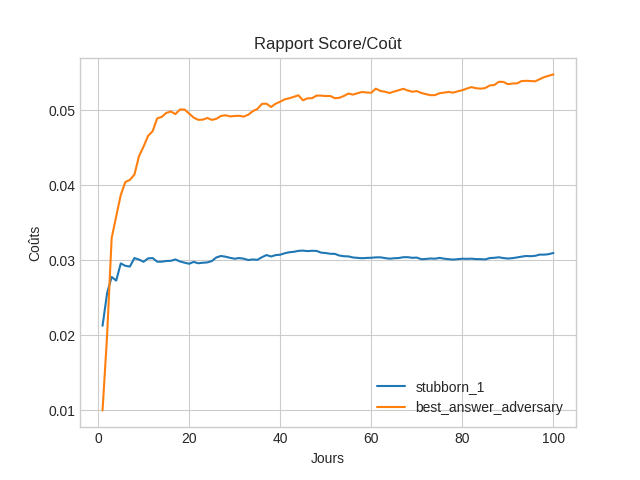 Rapport Score/Coût
0.05
0.04
0.03
0.02
0.01
Coûts
stubborn_1
best_answer_adversary
0 20 40 60 80 100
Jours